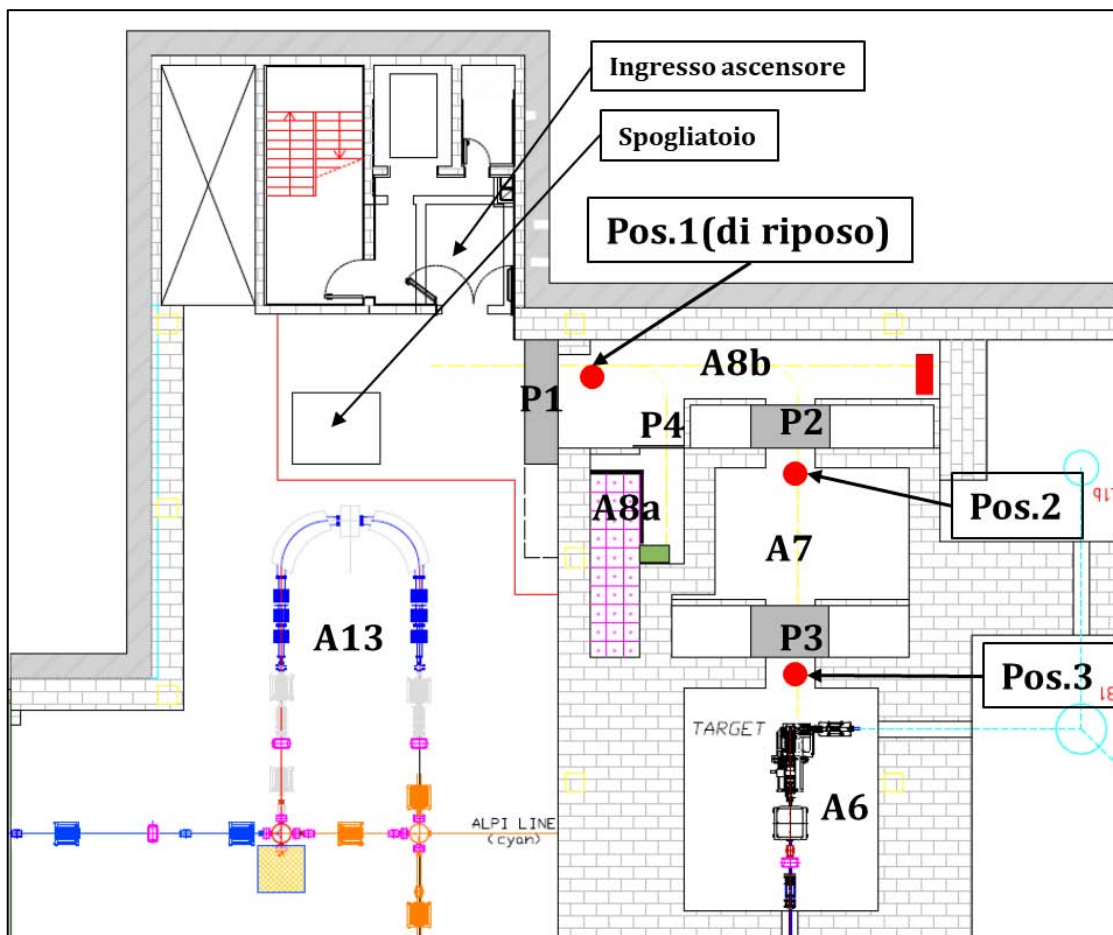 Ingresso ascensore
Spogliatoio
Pos.1(di riposo)
A8b
P1
P2
P4
A8a
Pos.2
A7
A13
P3
Pos.3
TARGET
A6
ALPI LINE
(cyan)